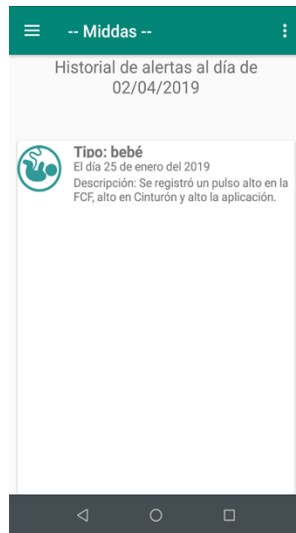 -- Middas --
Historial de alertas al día de
02/04/2019
Tipo: bebé
El día 25 de enero del 2019
Descripción: Se registró un pulso alto en la
FCF, alto en Cinturón y alto la aplicación.